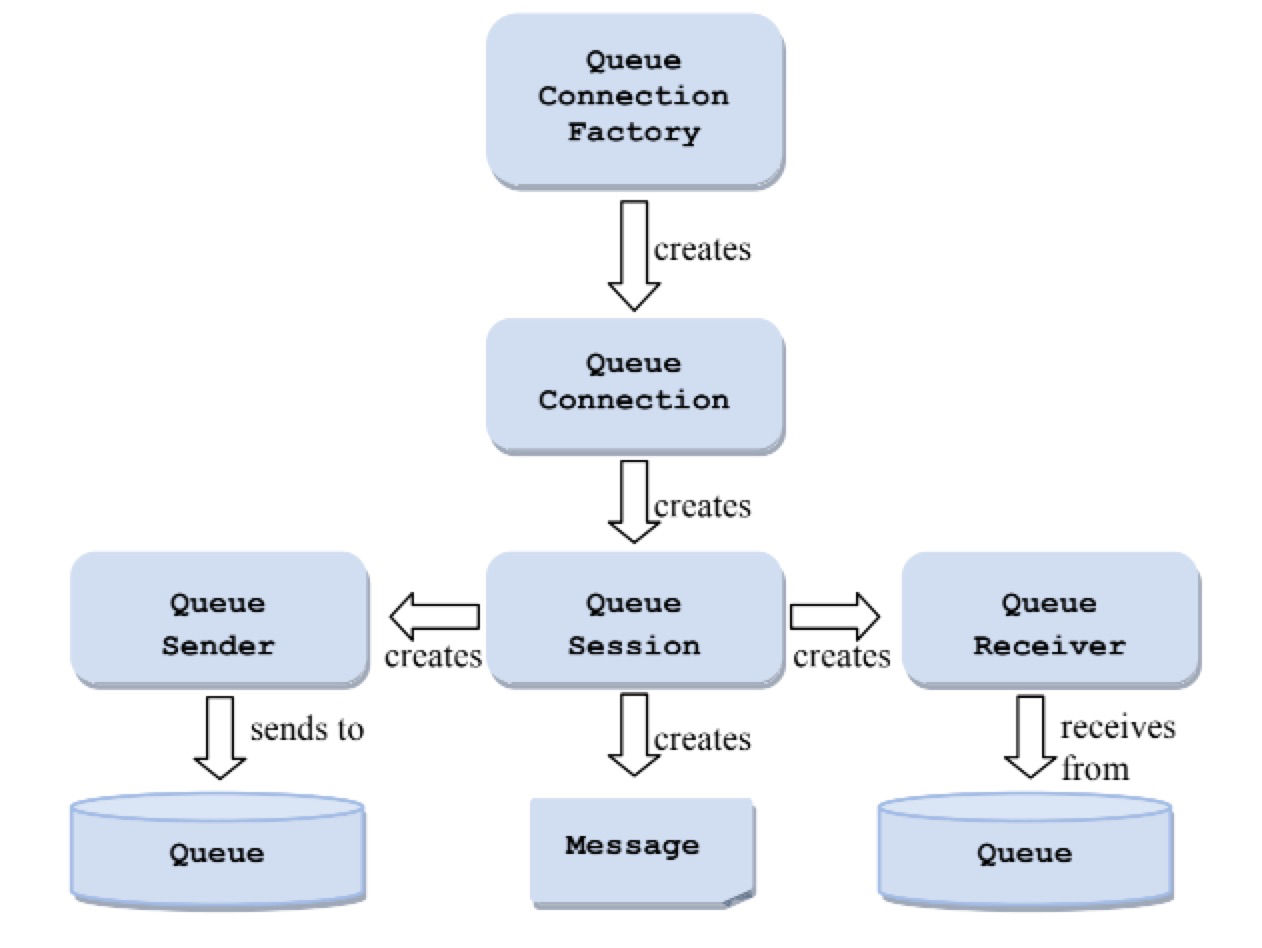 Queue
Connection
Factory
creates
Queue
Connection
creates
Queue
Sender
creates
Queue
Session
creates
Queue
Receiver
sends to
creates
receives
from
Queue
Message
Queue